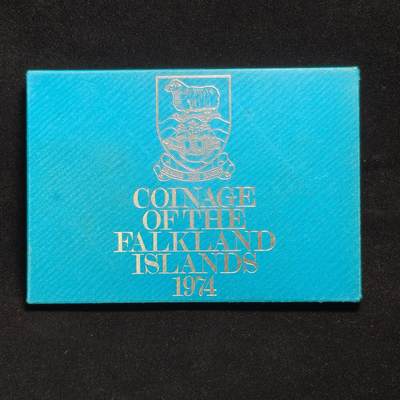 COINAGE
OF THE
FALKLAND
ISLANDS
1974